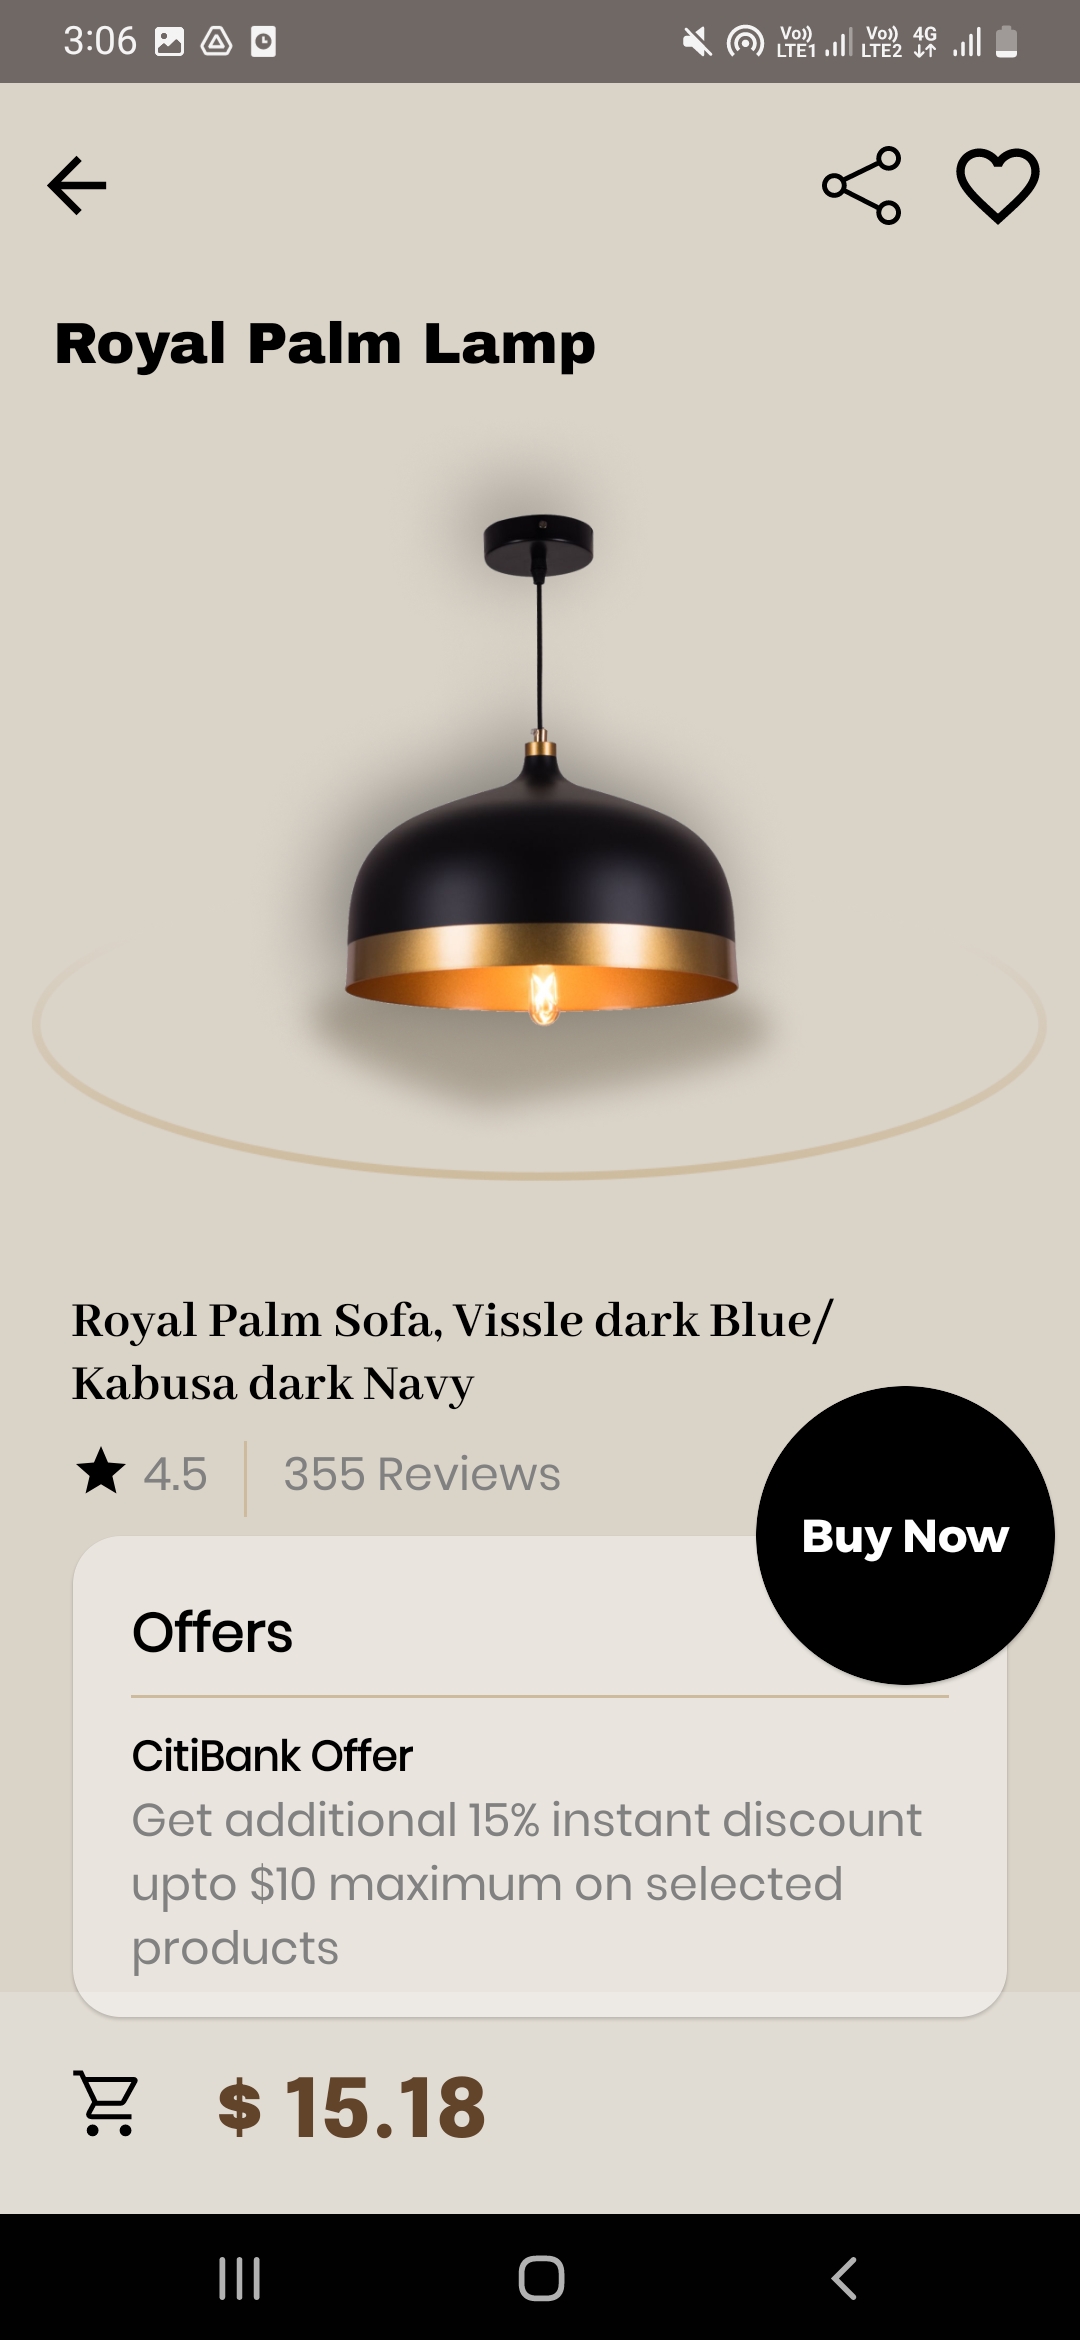 3:06
Vo)) LTE1 Vo)) LTE2 4G
Royal Palm Lamp
Royal Palm Sofa, Vissle dark Blue/
Kabusa dark Navy
4.5 355 Reviews
Buy Now
Offers
CitiBank Offer
Get additional 15% instant discount
upto $10 maximum on selected
products
$ 15.18